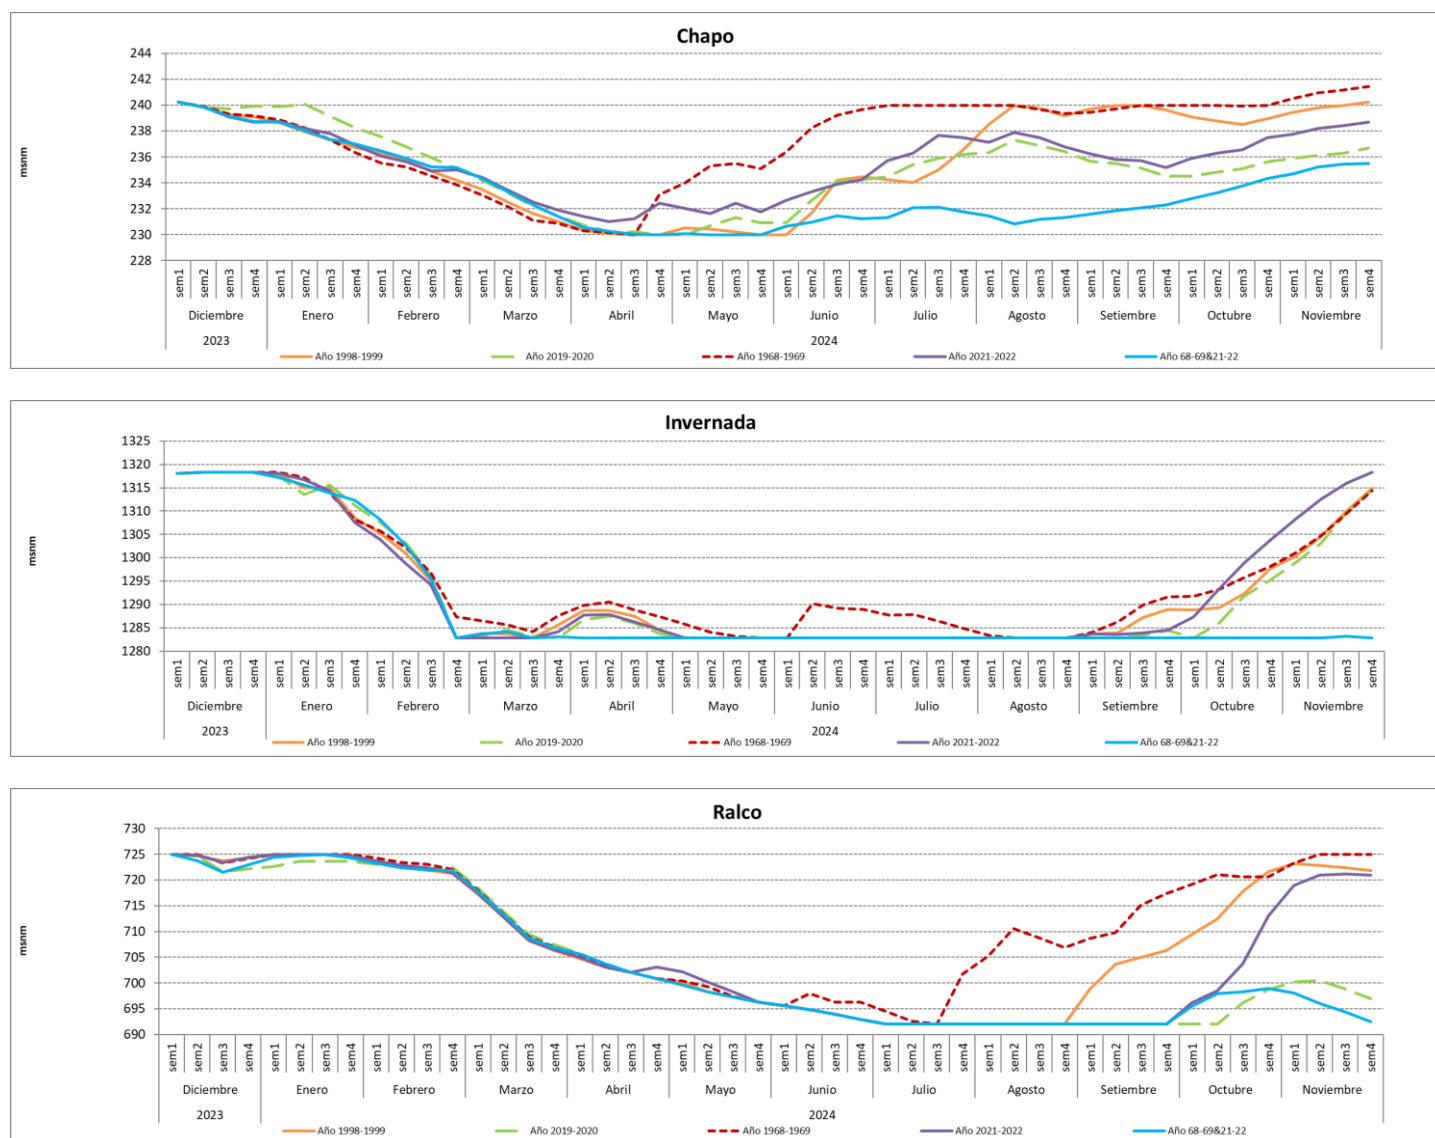 Chapo
244
242
240
238
236
234
232
230
228
msnm
sem1 sem2 sem3 sem4 sem1 sem2 sem3 sem4 sem1 sem2 sem3 sem4 sem1 sem2 sem3 sem4 sem1 sem2 sem3 sem4 sem1 sem2 sem3 sem4 sem1 sem2 sem3 sem4 sem1 sem2 sem3 sem4 sem1 sem2 sem3 sem4 sem1 sem2 sem3 sem4 sem1 sem2 sem3 sem4 sem1 sem2 sem3 sem4
Diciembre Enero Febrero Marzo Abril Mayo Junio Julio Agosto Setiembre Octubre Noviembre
2023 2024
Año 1998-1999 Año 2019-2020 Año 1968-1969 Año 2021-2022 Año 68-69&21-22
Invernada
1325
1320
1315
1310
1305
1300
1295
1290
1285
1280
msnm
sem1 sem2 sem3 sem4 sem1 sem2 sem3 sem4 sem1 sem2 sem3 sem4 sem1 sem2 sem3 sem4 sem1 sem2 sem3 sem4 sem1 sem2 sem3 sem4 sem1 sem2 sem3 sem4 sem1 sem2 sem3 sem4 sem1 sem2 sem3 sem4 sem1 sem2 sem3 sem4 sem1 sem2 sem3 sem4 sem1 sem2 sem3 sem4
Diciembre Enero Febrero Marzo Abril Mayo Junio Julio Agosto Setiembre Octubre Noviembre
2023 2024
Año 1998-1999 Año 2019-2020 Año 1968-1969 Año 2021-2022 Año 68-69&21-22
Ralco
730
725
720
715
710
705
700
695
690
msnm
sem1 sem2 sem3 sem4 sem1 sem2 sem3 sem4 sem1 sem2 sem3 sem4 sem1 sem2 sem3 sem4 sem1 sem2 sem3 sem4 sem1 sem2 sem3 sem4 sem1 sem2 sem3 sem4 sem1 sem2 sem3 sem4 sem1 sem2 sem3 sem4 sem1 sem2 sem3 sem4 sem1 sem2 sem3 sem4 sem1 sem2 sem3 sem4
Diciembre Enero Febrero Marzo Abril Mayo Junio Julio Agosto Setiembre Octubre Noviembre
2023 2024
Año 1998-1999 Año 2019-2020 Año 1968-1969 Año 2021-2022 Año 68-69&21-22